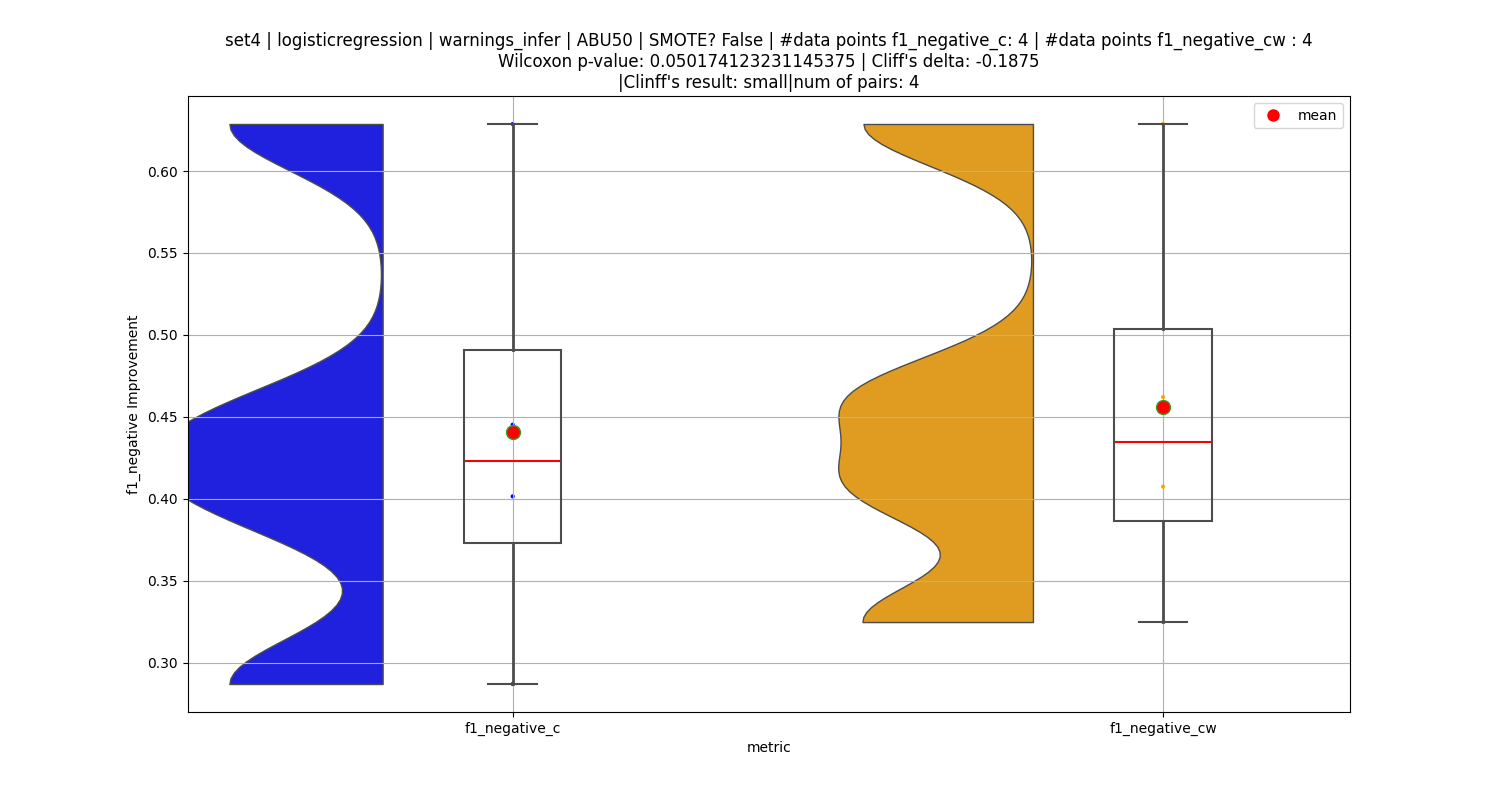 set4 | logisticregression | warnings_infer | ABU50 | SMOTE? False | #data points f1_negative_c: 4 | #data points f1_negative_cw : 4
Wilcoxon p-value: 0.050174123231145375 | Cliff's delta: -0.1875
|Clinff's result: small|num of pairs: 4
mean
f1_negative Improvement
0.60
0.55
0.50
0.45
0.40
0.35
0.30
f1_negative_c
f1_negative_cw
metric